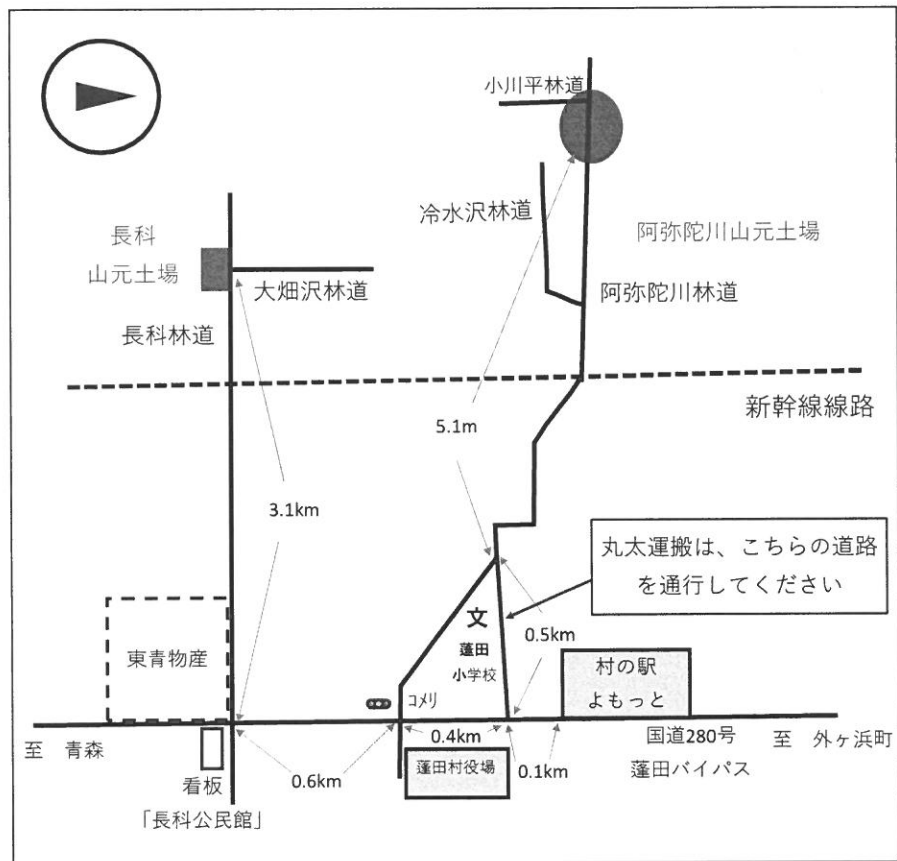 小川平林道
冷水沢林道
長科
山元土場
大畑沢林道
阿弥陀川山元土場
阿弥陀川林道
長科林道
新幹線線路
5.1m
3.1km
丸太運搬は、こちらの道路
を通行してください
文
蓬田
小学校
0.5km
東青物産
村の駅
よもっと
コメリ
至 青森
0.6km
0.4km
0.1km
国道280号
至 外ヶ浜町
蓬田村役場
蓬田バイパス
看板
「長科公民館」